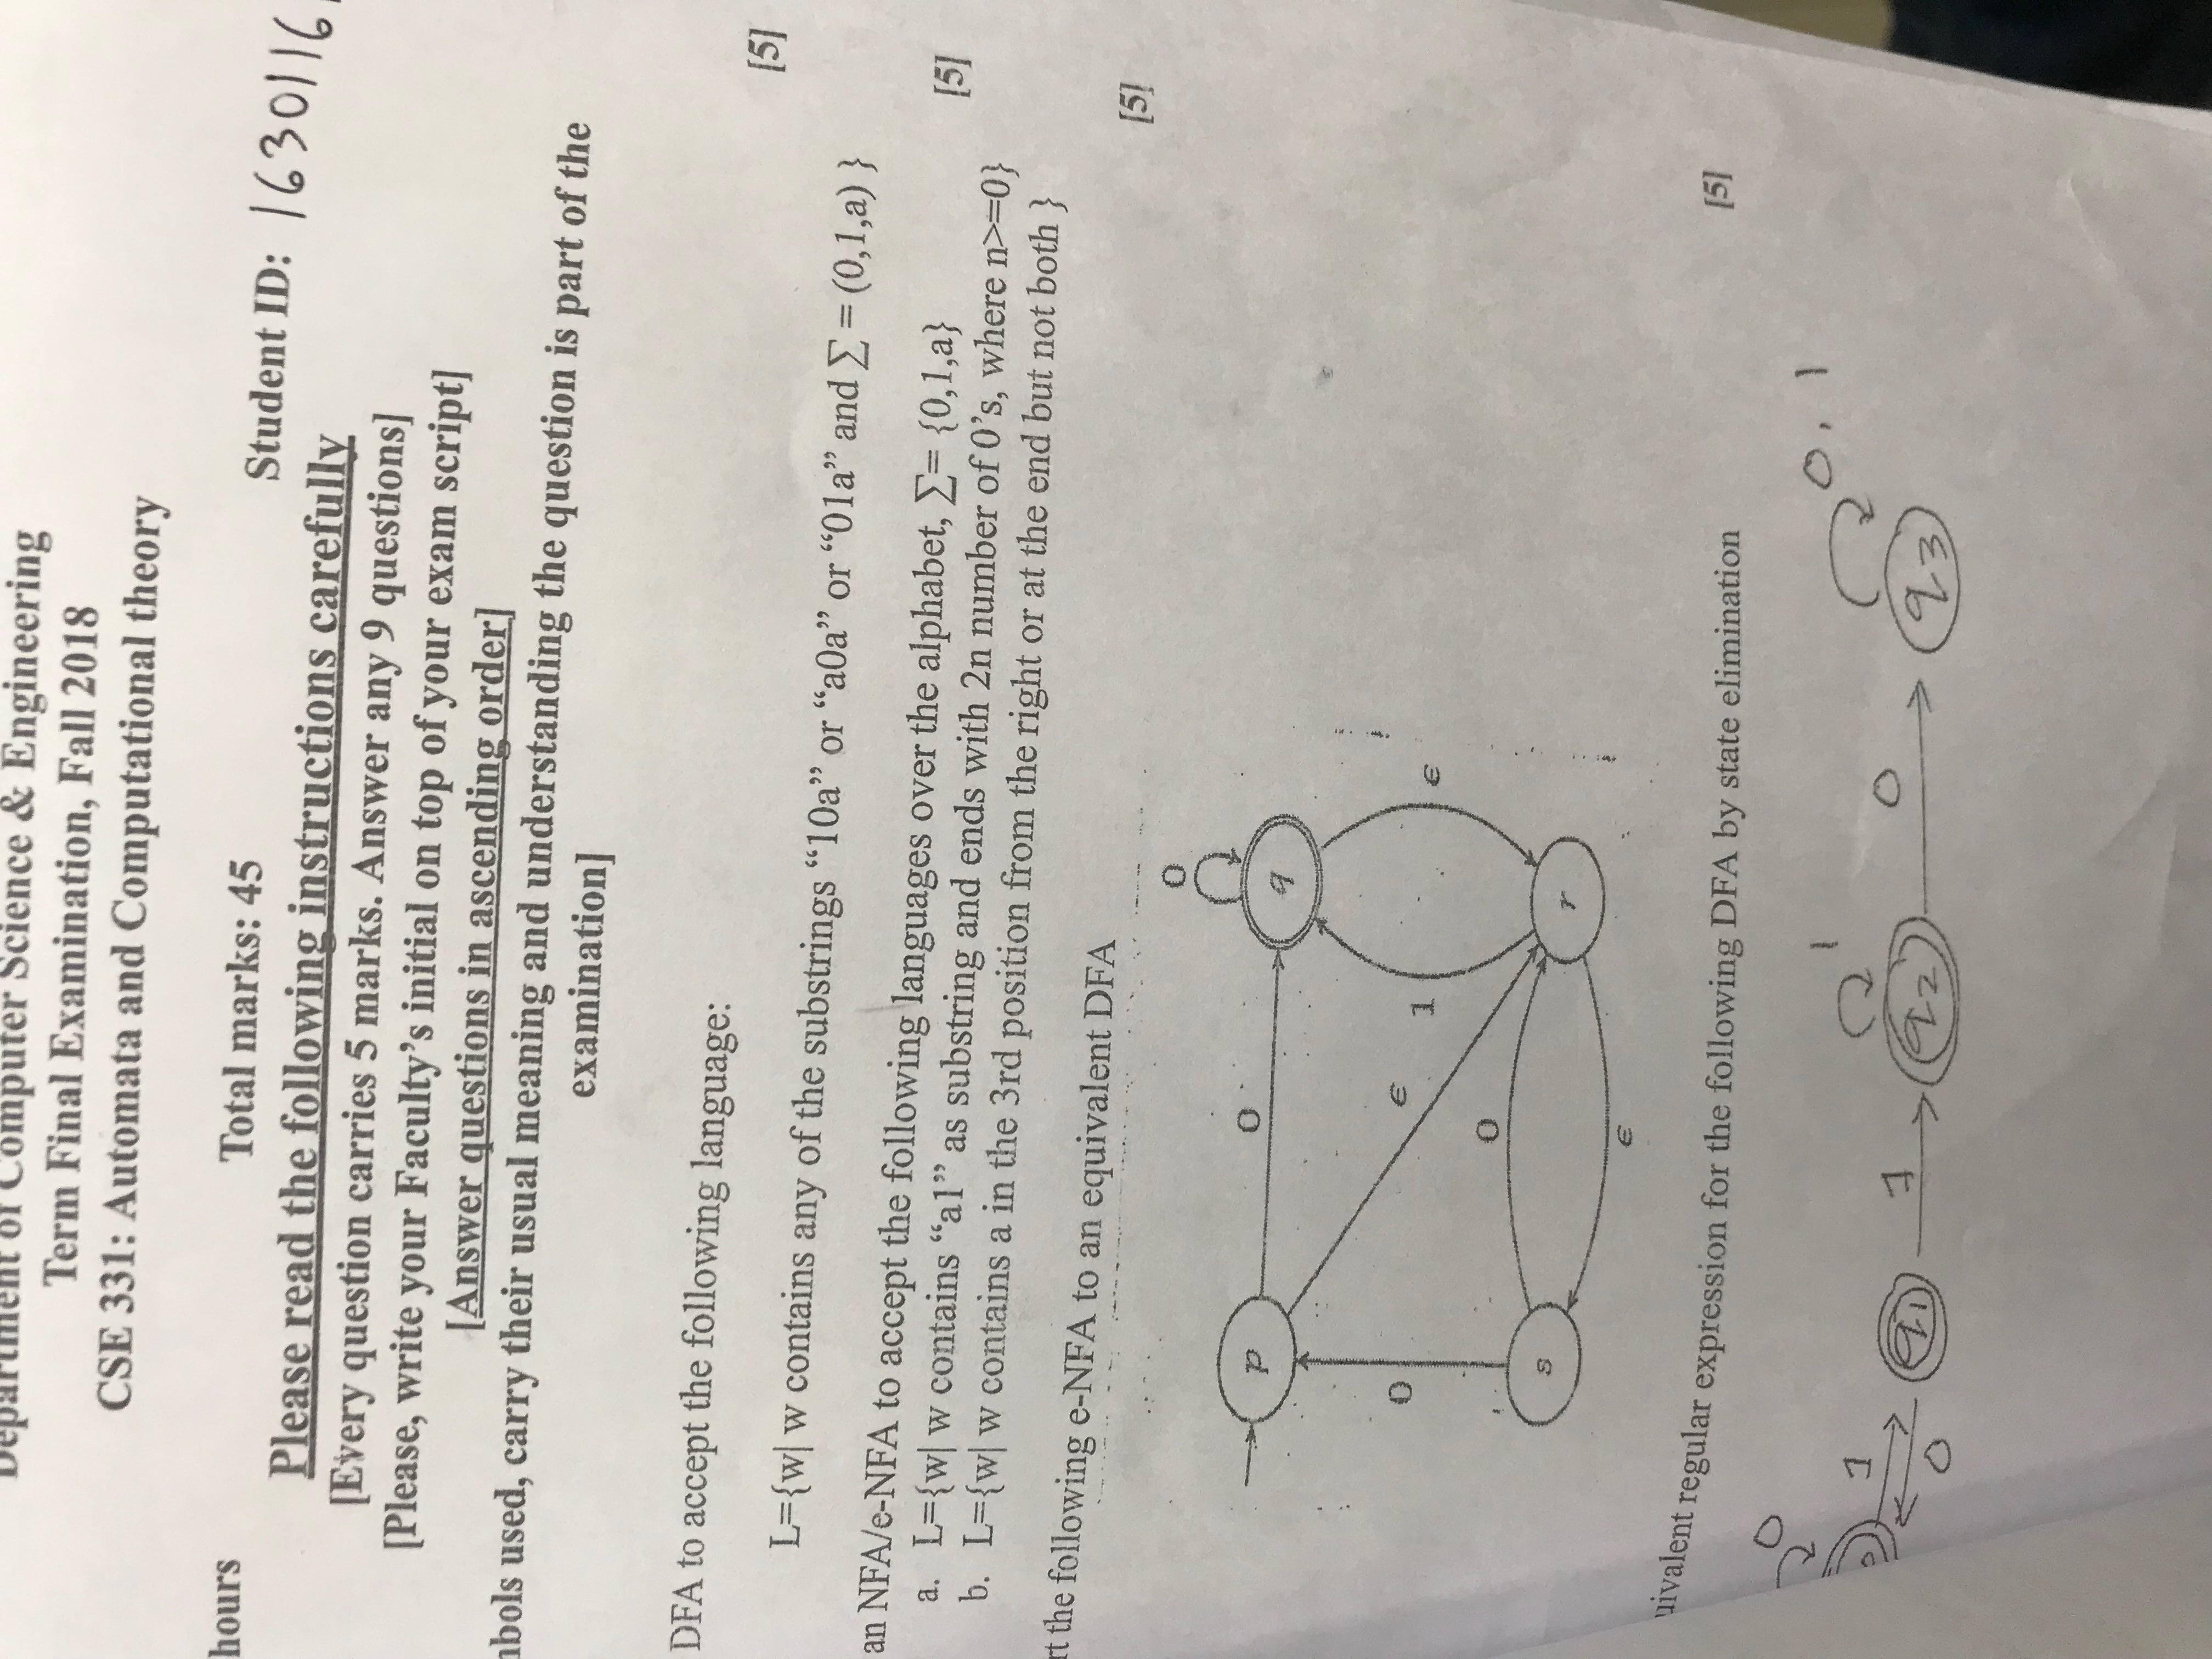 Department of Computer Science & Engineering
Term Final Examination, Fall 2018
CSE 331: Automata and Computational theory
hours
Total marks: 45
Student ID: 1630116
Please read the following instructions carefully
[Every question carries 5 marks. Answer any 9 questions]
[Please, write your Faculty's initial on top of your exam script]
[Answer questions in ascending order]
nbols used, carry their usual meaning and understanding the question is part of the
examination]
DFA to accept the following language:
[5]
L={w| w contains any of the substrings “10a” or “a0a” or “01a” and ∑ = (0,1,a) }
an NFA/e-NFA to accept the following languages over the alphabet, ∑= {0,1,a}
[5]
a. L={w| w contains “a1” as substring and ends with 2n number of 0's, where n>=0}
b. L={w| w contains a in the 3rd position from the right or at the end but not both }
rt the following e-NFA to an equivalent DFA
[5]
0
p
0
q
0
ϵ
1
ϵ
0
s
r
ϵ
uivalent regular expression for the following DFA by state elimination
[5]
0
1
0, 1
1
1
0
q1
q2
q3
0